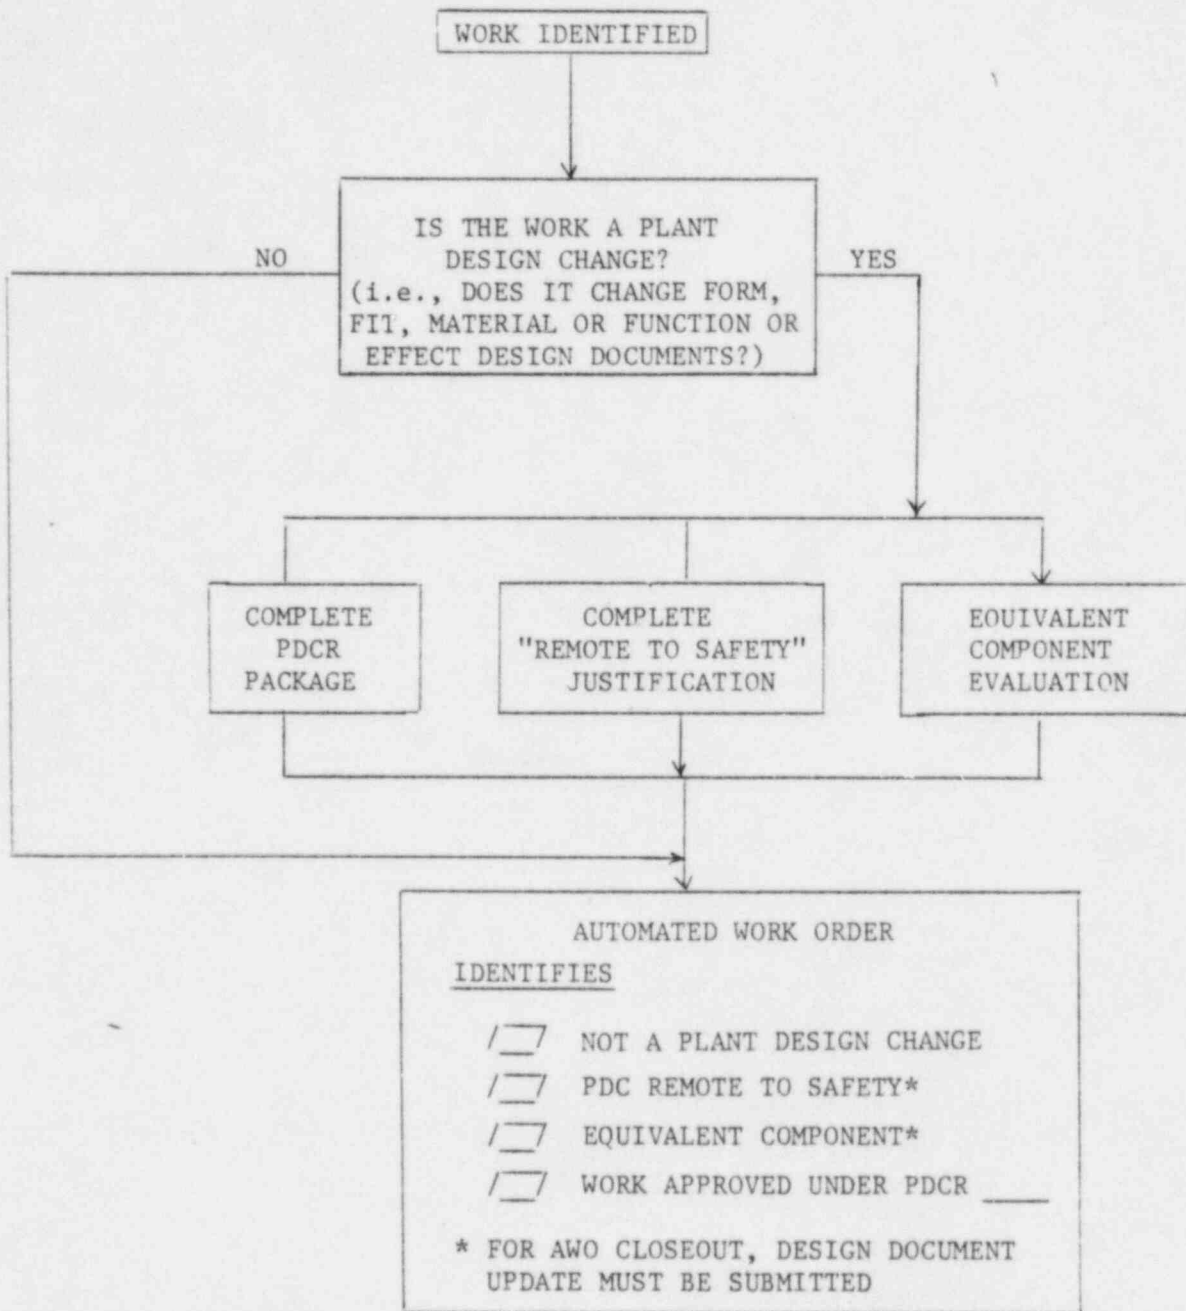 WORK IDENTIFIED
IS THE WORK A PLANT
DESIGN CHANGE?
(i.e., DOES IT CHANGE FORM,
FIT, MATERIAL OR FUNCTION OR
EFFECT DESIGN DOCUMENTS?)
NO
YES
COMPLETE
PDCR
PACKAGE
COMPLETE
"REMOTE TO SAFETY"
JUSTIFICATION
EQUIVALENT
COMPONENT
EVALUATION
AUTOMATED WORK ORDER
IDENTIFIES
NOT A PLANT DESIGN CHANGE
PDC REMOTE TO SAFETY*
EQUIVALENT COMPONENT*
WORK APPROVED UNDER PDCR ____
* FOR AWO CLOSEOUT, DESIGN DOCUMENT
UPDATE MUST BE SUBMITTED